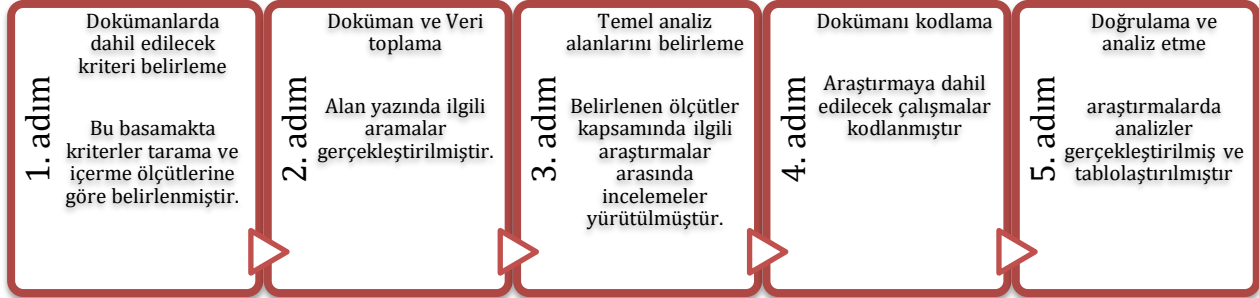 1. adım
Dokümanlarda
dahil edilecek
kriteri belirleme
Bu basamakta
kriterler tarama ve
içerme ölçütlerine
göre belirlenmiştir.
2. adım
Doküman ve Veri
toplama
Alan yazında ilgili
aramalar
gerçekleştirilmiştir.
3. adım
Temel analiz
alanlarını belirleme
Belirlenen ölçütler
kapsamında ilgili
araştırmalar
arasında
incelemeler
yürütülmüştür.
4. adım
Dokümanı kodlama
Araştırmaya dahil
edilecek çalışmalar
kodlanmıştır
5. adım
Doğrulama ve
analiz etme
araştırmalarda
analizler
gerçekleştirilmiş ve
tablolaştırılmıştır